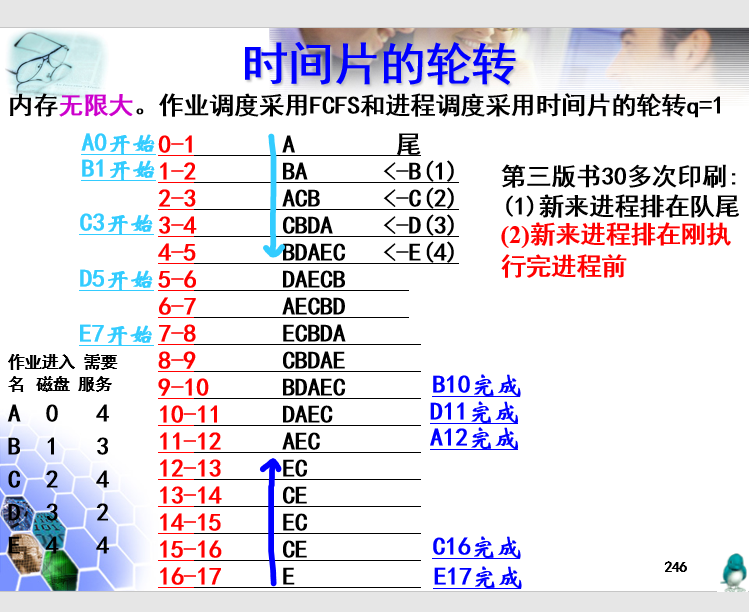 时间片的轮转
内存无限大。作业调度采用FCFS和进程调度采用时间片的轮转q=1
A0开始 0-1 A 尾
B1开始 1-2 BA <-B(1)
2-3 ACB <-C(2)
C3开始 3-4 CBDA <-D(3)
4-5 BDAEC <-E(4)
D5开始 5-6 DAECB
6-7 AECBD
E7开始 7-8 ECBDA
8-9 CBDAE
9-10 BDAEC B10完成
10-11 DAEC D11完成
11-12 AEC A12完成
12-13 EC
13-14 CE
14-15 EC
15-16 CE C16完成
16-17 E E17完成
第三版书30多次印刷:
(1)新来进程排在队尾
(2)新来进程排在刚执
行完进程前
作业进入 需要
名 磁盘 服务
A 0 4
B 1 3
C 2 4
D 3 2
E 4 4
246